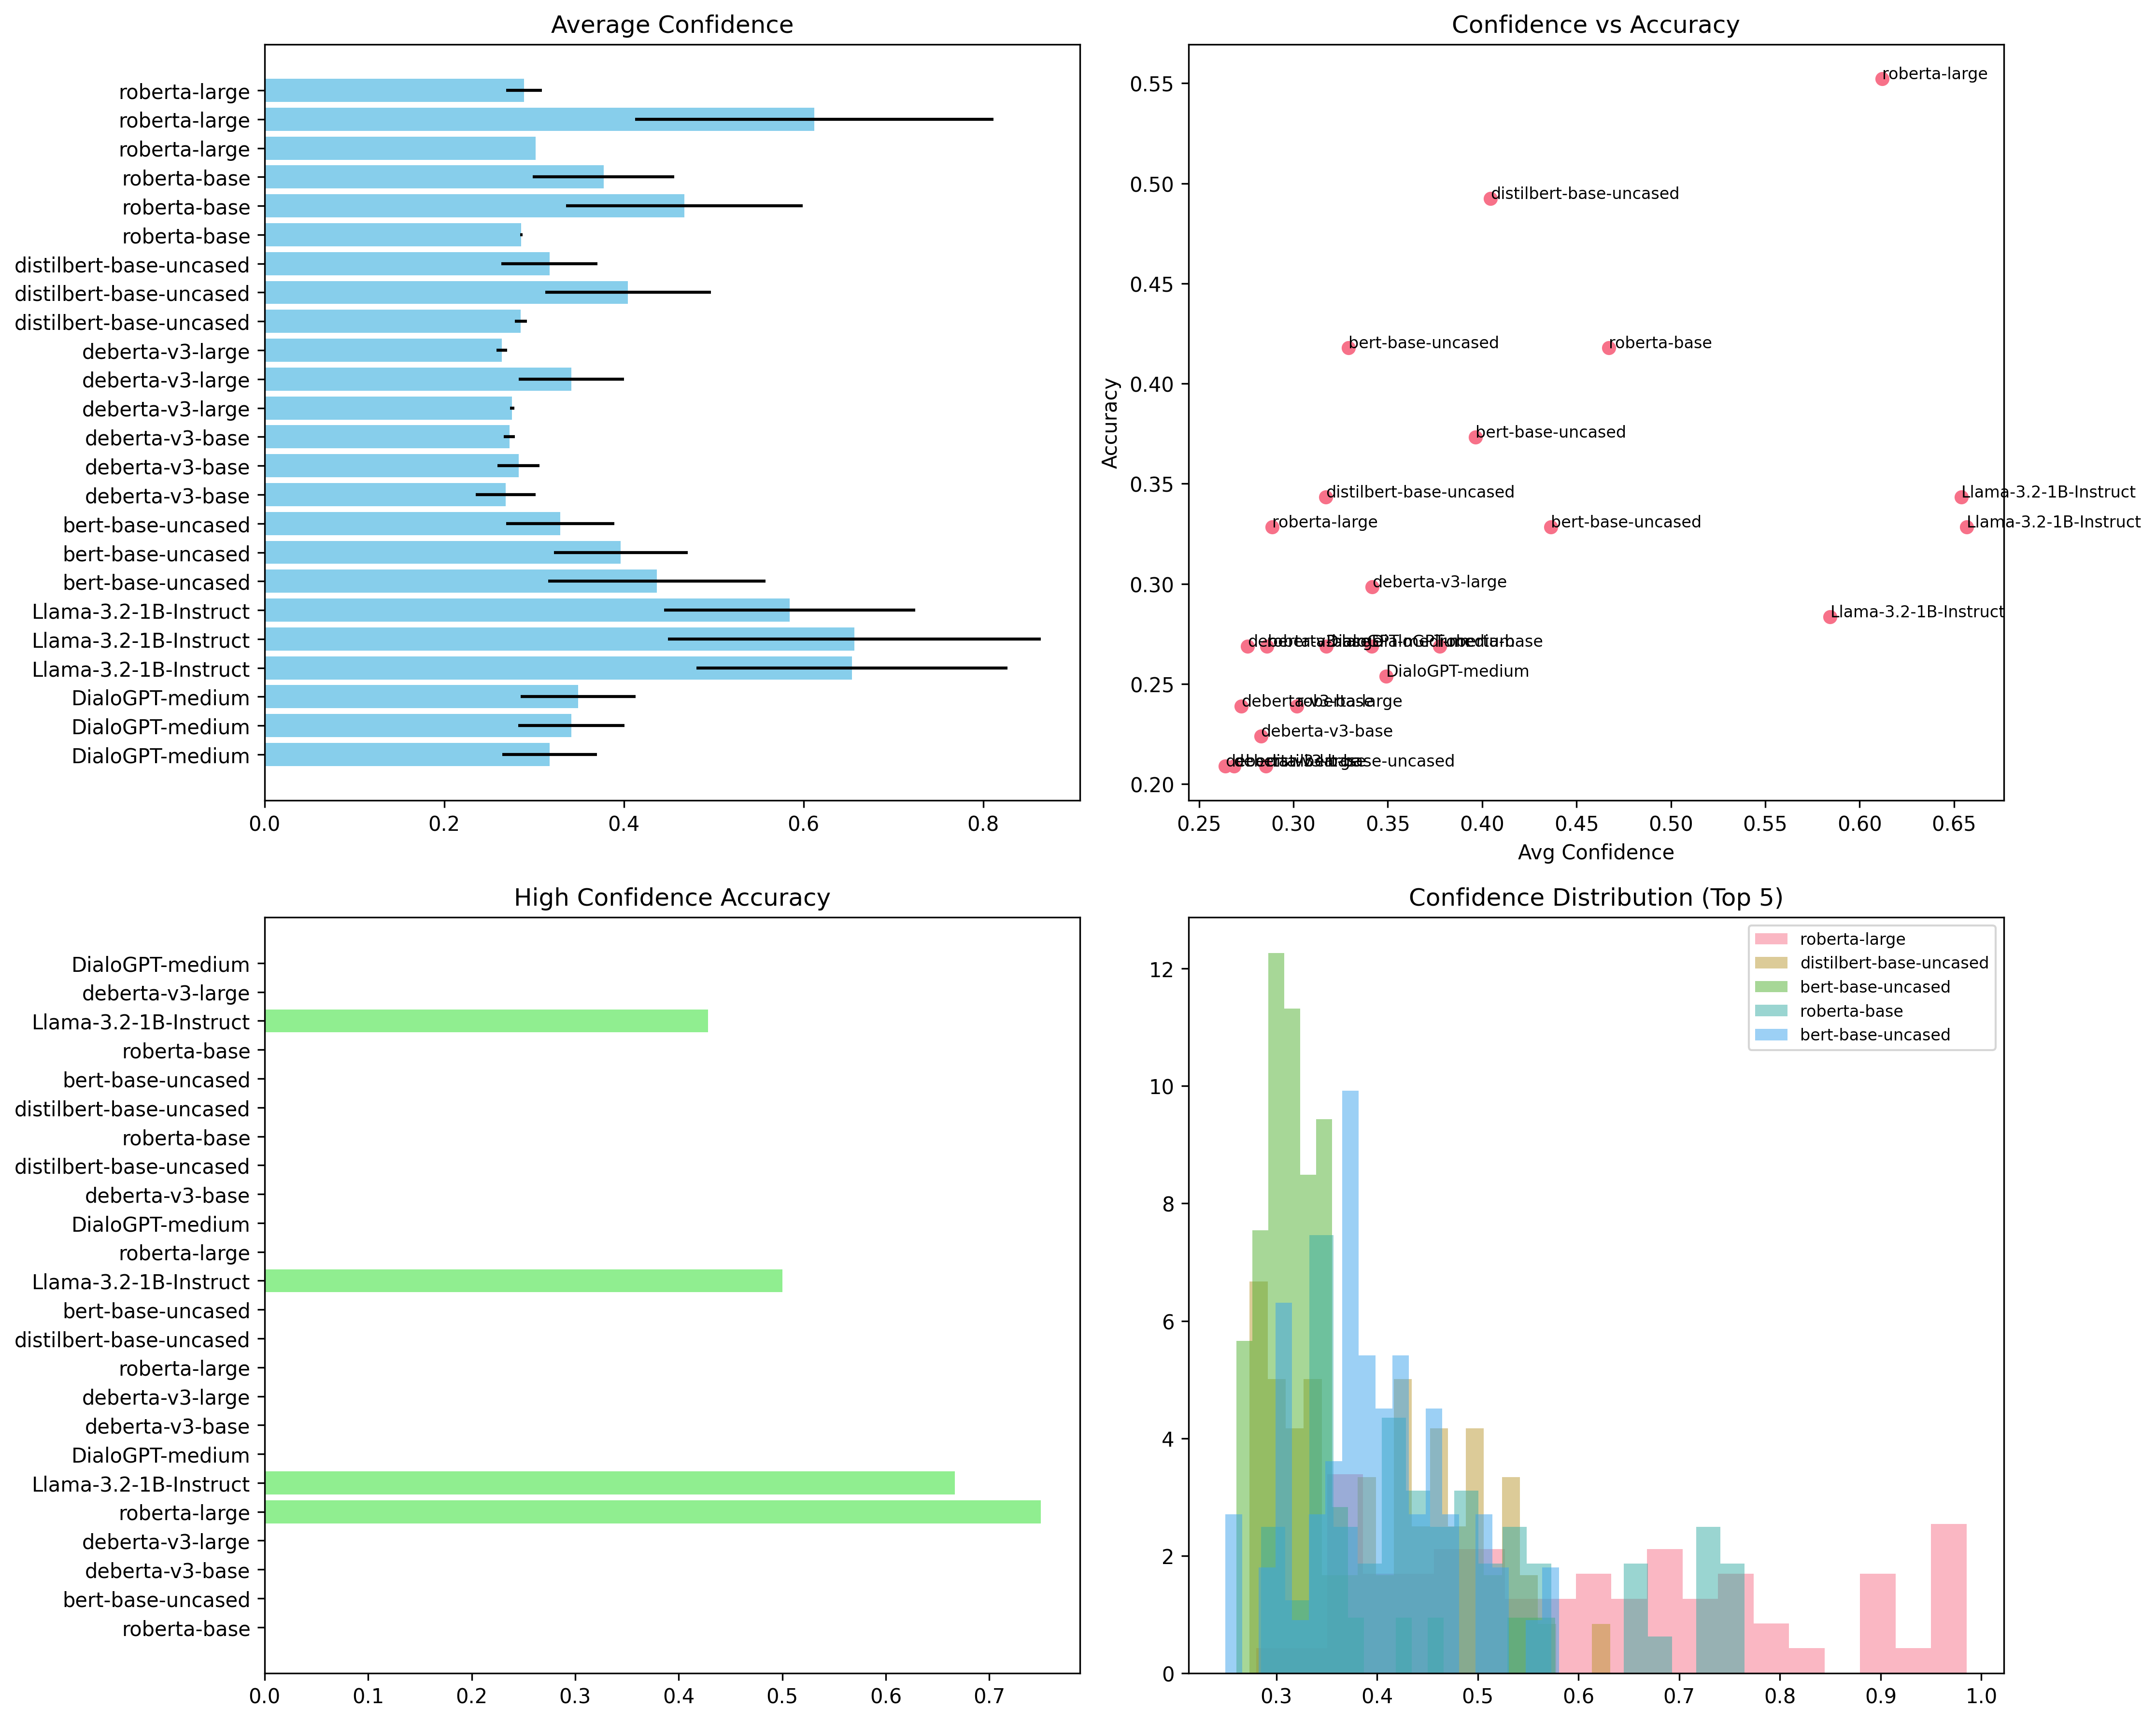 Average Confidence
roberta-large
roberta-large
roberta-large
roberta-base
roberta-base
roberta-base
distilbert-base-uncased
distilbert-base-uncased
distilbert-base-uncased
deberta-v3-large
deberta-v3-large
deberta-v3-large
deberta-v3-base
deberta-v3-base
deberta-v3-base
bert-base-uncased
bert-base-uncased
bert-base-uncased
Llama-3.2-1B-Instruct
Llama-3.2-1B-Instruct
Llama-3.2-1B-Instruct
DialoGPT-medium
DialoGPT-medium
DialoGPT-medium
0.0 0.2 0.4 0.6 0.8
Confidence vs Accuracy
Accuracy
0.55
0.50
0.45
0.40
0.35
0.30
0.25
0.20
roberta-large
distilbert-base-uncased
bert-base-uncased
roberta-base
bert-base-uncased
Llama-3.2-1B-Instruct
distilbert-base-uncased
roberta-large
bert-base-uncased
Llama-3.2-1B-Instruct
deberta-v3-large
Llama-3.2-1B-Instruct
DialoGPT-medium
deberta-v3-base
0.25 0.30 0.35 0.40 0.45 0.50 0.55 0.60 0.65
Avg Confidence
High Confidence Accuracy
DialoGPT-medium
deberta-v3-large
Llama-3.2-1B-Instruct
roberta-base
bert-base-uncased
distilbert-base-uncased
roberta-base
distilbert-base-uncased
deberta-v3-base
DialoGPT-medium
roberta-large
Llama-3.2-1B-Instruct
bert-base-uncased
distilbert-base-uncased
roberta-large
deberta-v3-large
deberta-v3-base
DialoGPT-medium
Llama-3.2-1B-Instruct
roberta-large
deberta-v3-large
deberta-v3-base
bert-base-uncased
roberta-base
0.0 0.1 0.2 0.3 0.4 0.5 0.6 0.7
Confidence Distribution (Top 5)
roberta-large
distilbert-base-uncased
bert-base-uncased
roberta-base
bert-base-uncased
12
10
8
6
4
2
0
0.3 0.4 0.5 0.6 0.7 0.8 0.9 1.0